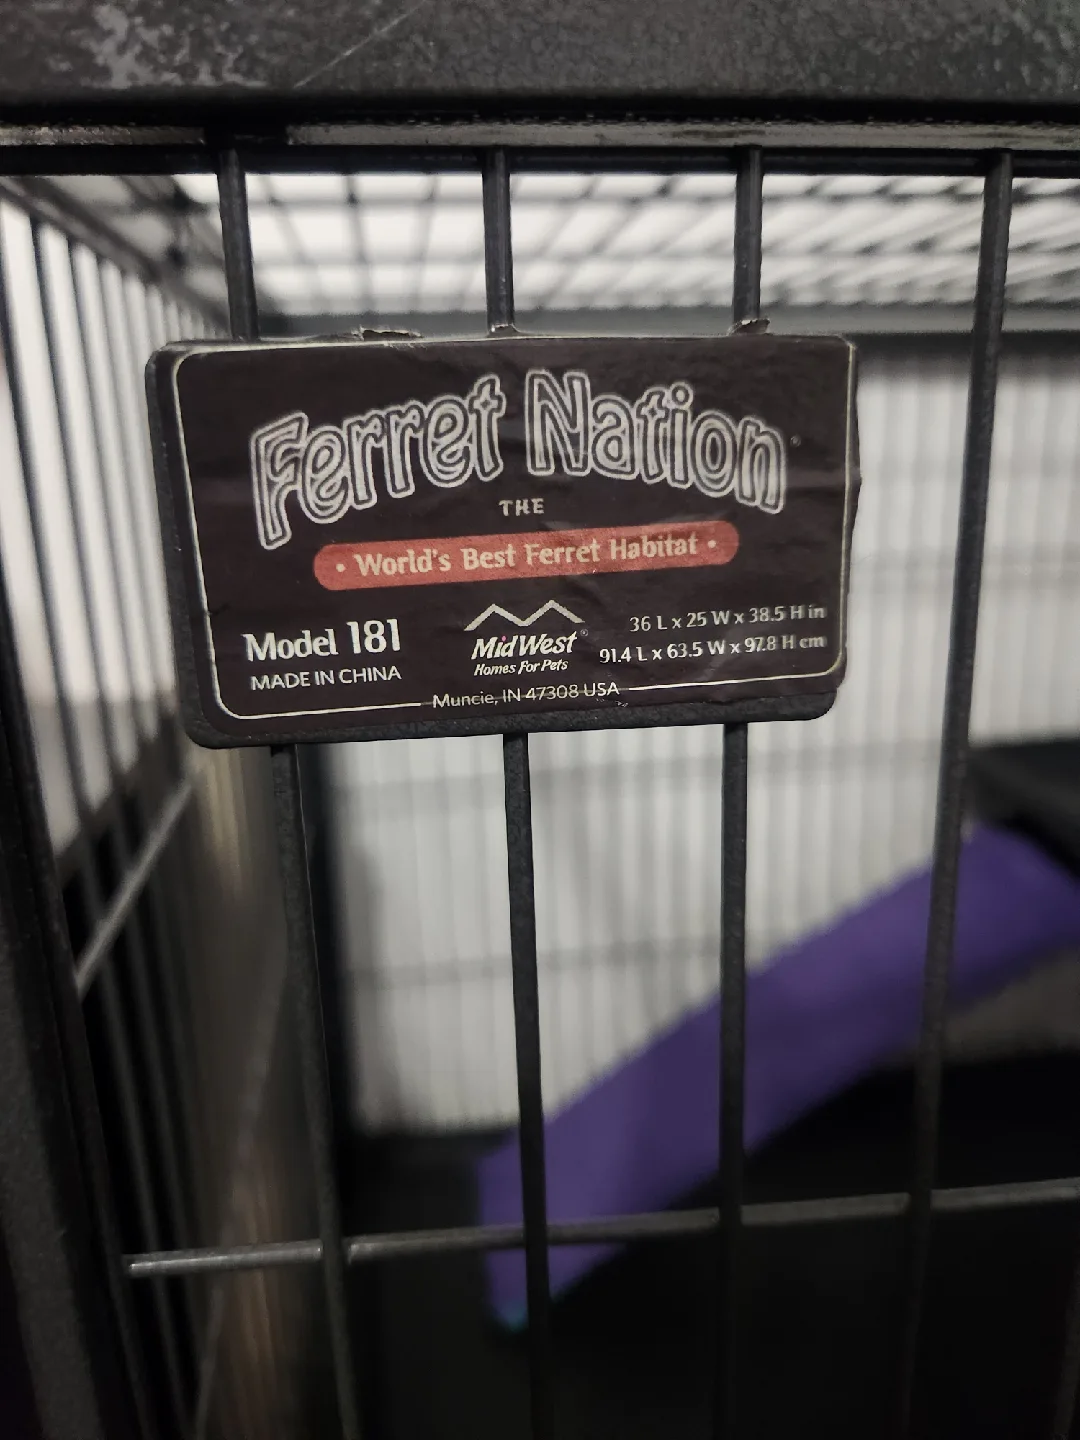 Ferret Nation®
THE
• World's Best Ferret Habitat •
Model 181
MADE IN CHINA
MidWest®
Homes For Pets
36 L x 25 W x 38.5 H in
91.4 L x 63.5 W x 97.8 H cm
Muncie, IN 47308 USA